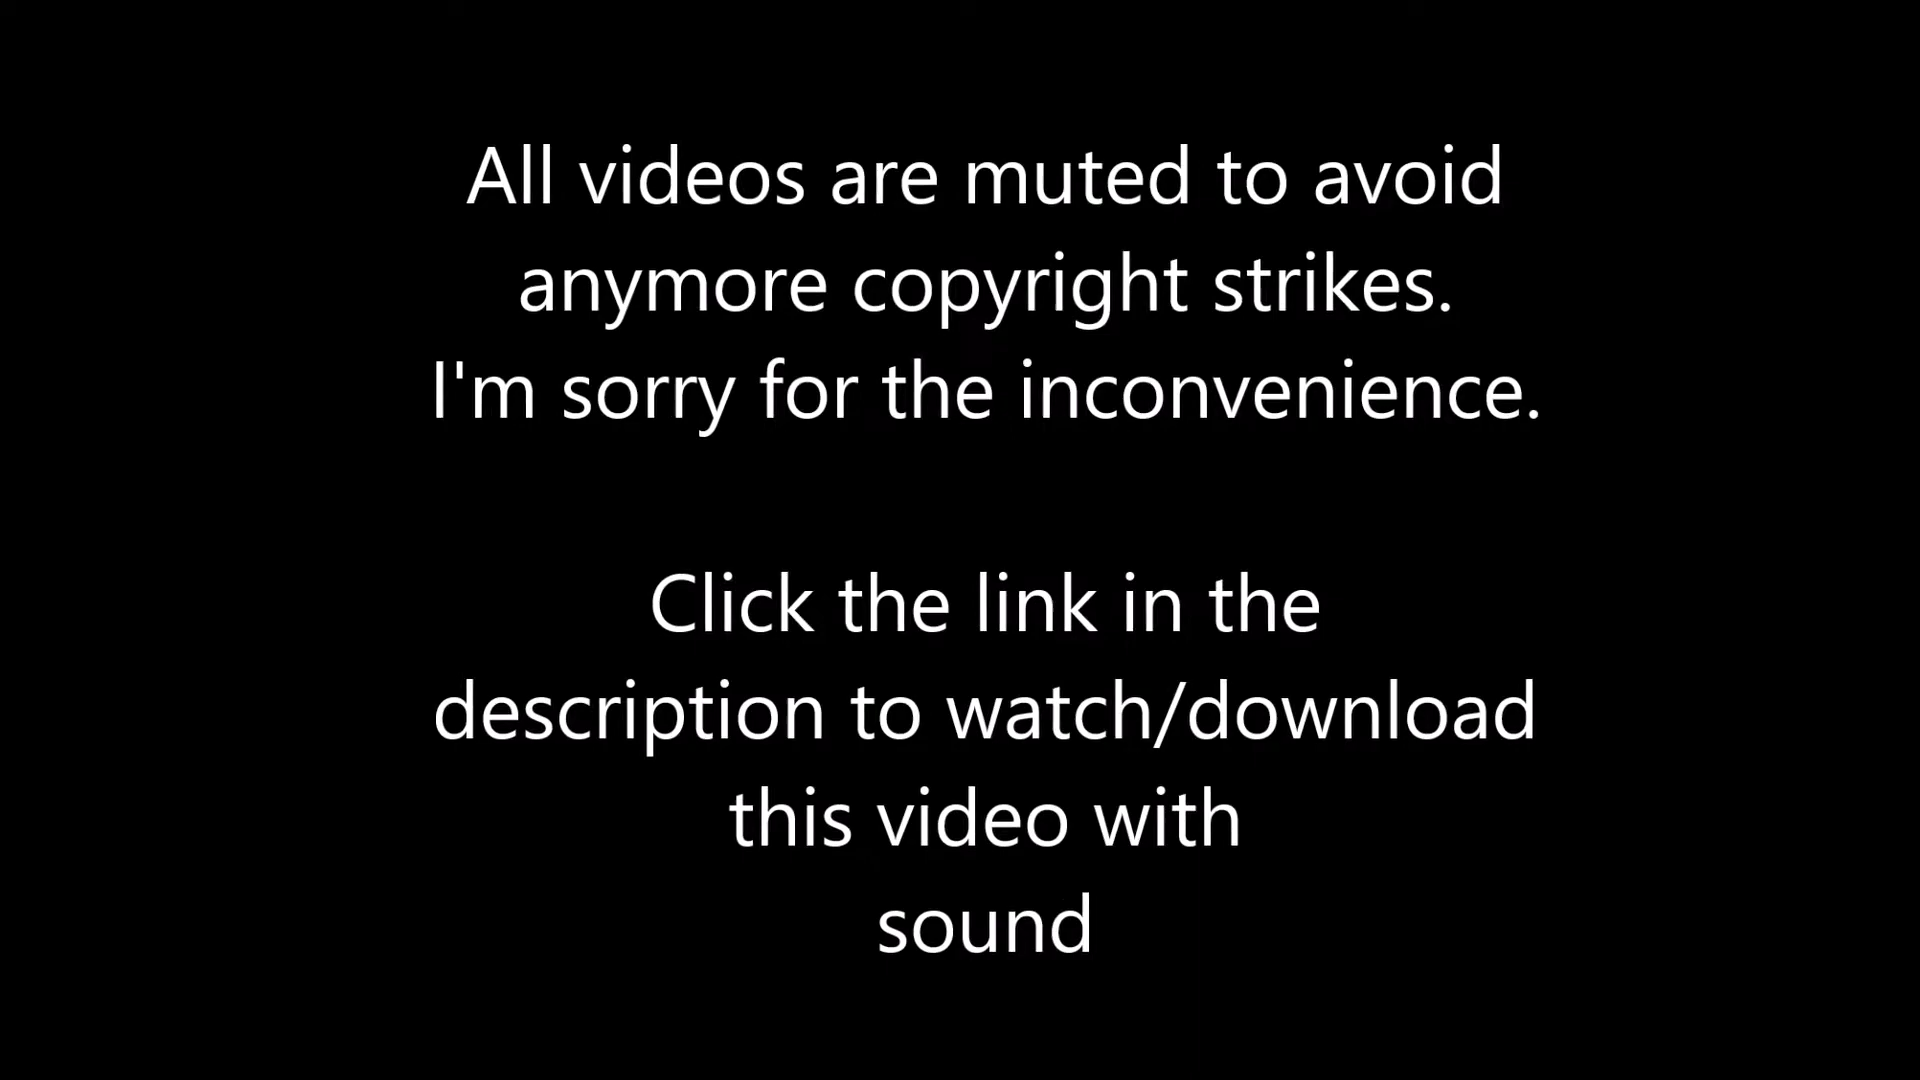 All videos are muted to avoid
anymore copyright strikes.
I'm sorry for the inconvenience.
Click the link in the
description to watch/download
this video with
sound